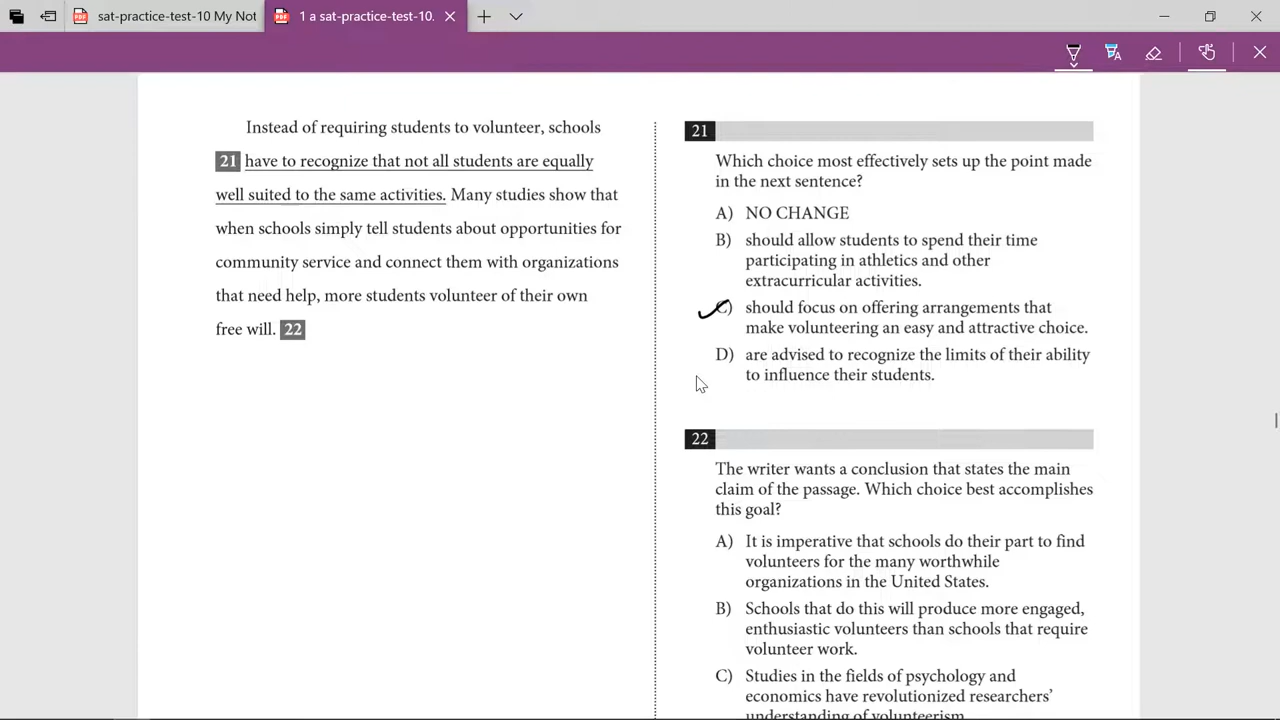 sat-practice-test-10 My Not
1 a sat-practice-test-10.
Instead of requiring students to volunteer, schools
21 have to recognize that not all students are equally
well suited to the same activities. Many studies show that
when schools simply tell students about opportunities for
community service and connect them with organizations
that need help, more students volunteer of their own
free will. 22
21
Which choice most effectively sets up the point made
in the next sentence?
A) NO CHANGE
B) should allow students to spend their time
participating in athletics and other
extracurricular activities.
C) should focus on offering arrangements that
make volunteering an easy and attractive choice.
D) are advised to recognize the limits of their ability
to influence their students.
22
The writer wants a conclusion that states the main
claim of the passage. Which choice best accomplishes
this goal?
A) It is imperative that schools do their part to find
volunteers for the many worthwhile
organizations in the United States.
B) Schools that do this will produce more engaged,
enthusiastic volunteers than schools that require
volunteer work.
C) Studies in the fields of psychology and
economics have revolutionized researchers'
understanding of volunteerism.